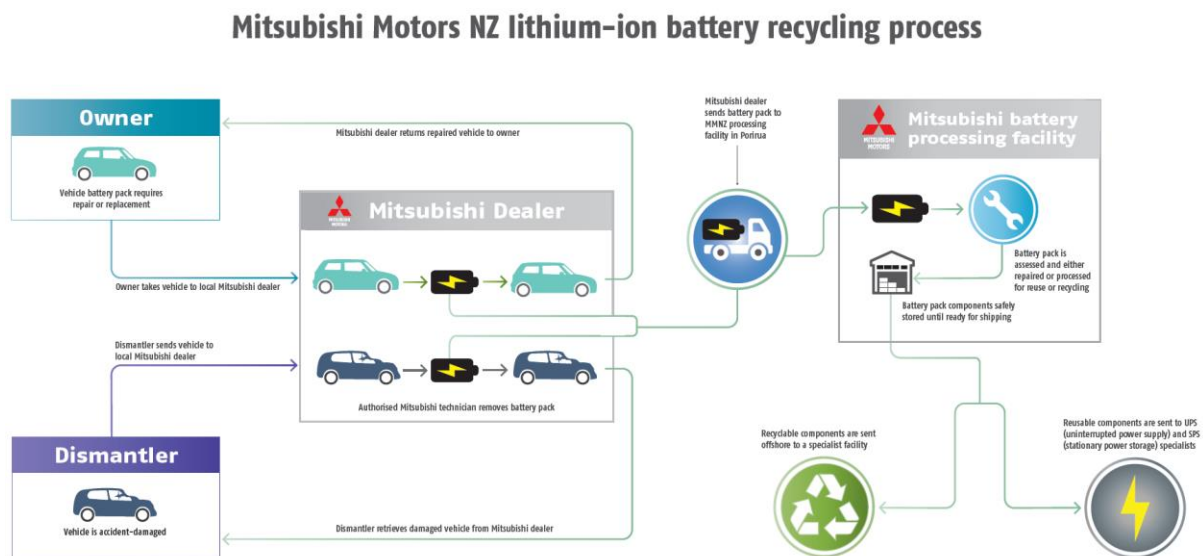 Mitsubishi Motors NZ lithium-ion battery recycling process
Owner
Vehicle battery pack requires
repair or replacement
Mitsubishi dealer returns repaired vehicle to owner
Owner takes vehicle to local Mitsubishi dealer
MITSUBISHI
MOTORS
Mitsubishi Dealer
Authorised Mitsubishi technician removes battery pack
Dismantler sends vehicle to
local Mitsubishi dealer
Dismantler
Vehicle is accident-damaged
Dismantler retrieves damaged vehicle from Mitsubishi dealer
Mitsubishi dealer
sends battery pack to
MMNZ processing
facility in Porirua
MITSUBISHI
MOTORS
Mitsubishi battery
processing facility
Battery pack is
assessed and either
repaired or processed
for reuse or recycling
Battery pack components safely
stored until ready for shipping
Recyclable components are sent
offshore to a specialist facility
Reusable components are sent to UPS
(uninterrupted power supply) and SPS
(stationary power storage) specialists